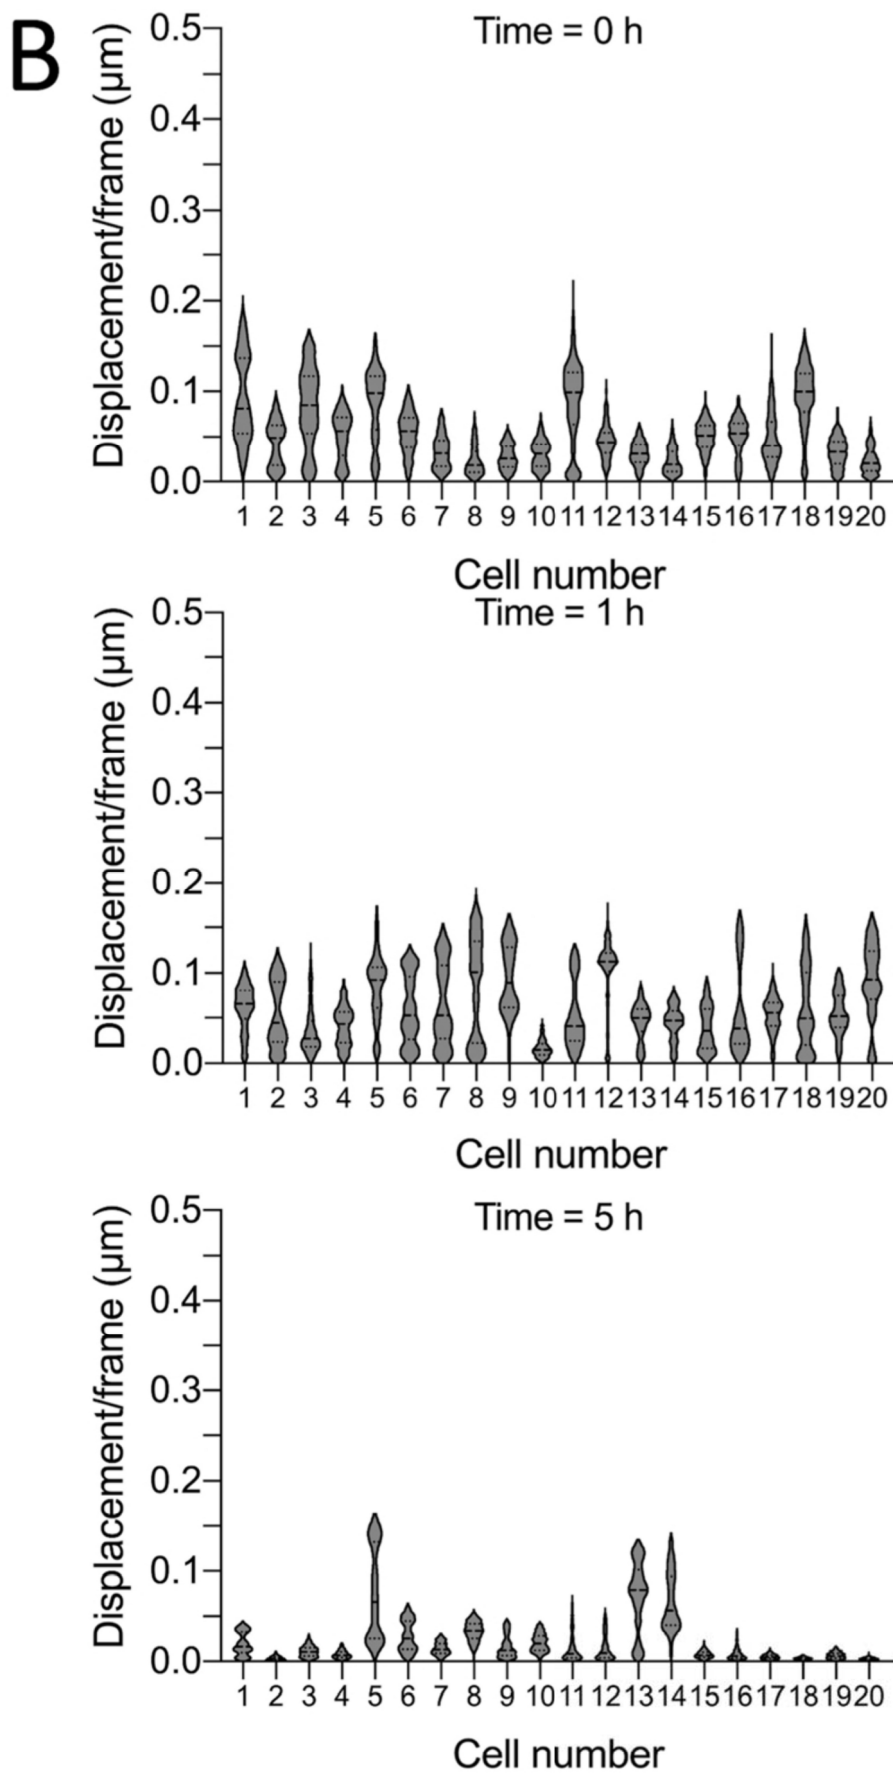 B
Time = 0 h
Displacement/frame (µm)
0.5
0.4
0.3
0.2
0.1
0.0
1 2 3 4 5 6 7 8 9 10 11 12 13 14 15 16 17 18 19 20
Cell number
Time = 1 h
Displacement/frame (µm)
0.5
0.4
0.3
0.2
0.1
0.0
1 2 3 4 5 6 7 8 9 10 11 12 13 14 15 16 17 18 19 20
Cell number
Time = 5 h
Displacement/frame (µm)
0.5
0.4
0.3
0.2
0.1
0.0
1 2 3 4 5 6 7 8 9 10 11 12 13 14 15 16 17 18 19 20
Cell number